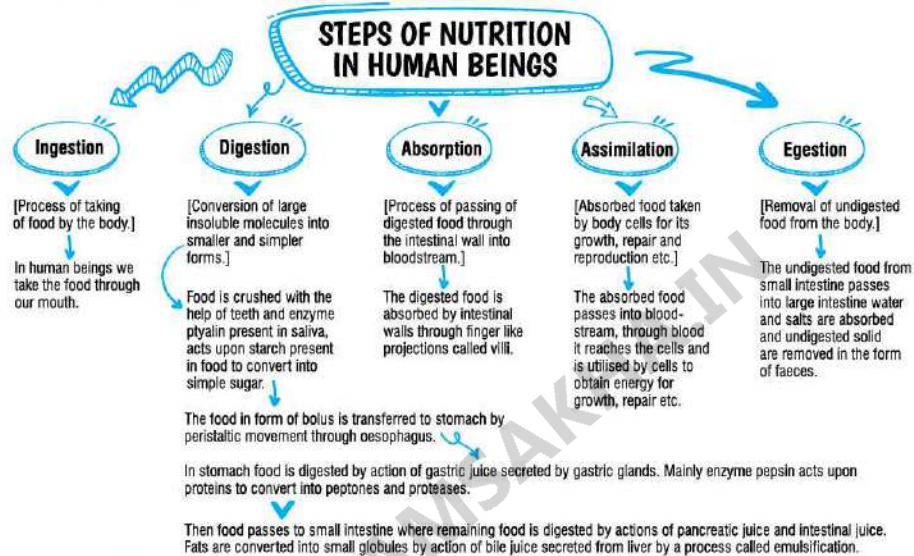 STEPS OF NUTRITION
IN HUMAN BEINGS
Ingestion
[Process of taking
of food by the body.]
In human beings we
take the food through
our mouth.
Digestion
[Conversion of large
insoluble molecules into
smaller and simpler
forms.]
Food is crushed with the
help of teeth and enzyme
ptyalin present in saliva,
acts upon starch present
in food to convert into
simple sugar.
The food in form of bolus is transferred to stomach by
peristaltic movement through oesophagus.
In stomach food is digested by action of gastric juice secreted by gastric glands. Mainly enzyme pepsin acts upon
proteins to convert into peptones and proteases.
Then food passes to small intestine where remaining food is digested by actions of pancreatic juice and intestinal juice.
Fats are converted into small globules by action of bile juice secreted from liver by a process called emulsification.
Absorption
[Process of passing of
digested food through
the intestinal wall into
bloodstream.]
The digested food is
absorbed by intestinal
walls through finger like
projections called villi.
Assimilation
[Absorbed food taken
by body cells for its
growth, repair and
reproduction etc.]
The absorbed food
passes into blood-
stream, through blood
it reaches the cells and
is utilised by cells to
obtain energy for
growth, repair etc.
Egestion
[Removal of undigested
food from the body.]
The undigested food from
small intestine passes
into large intestine water
and salts are absorbed
and undigested solid
are removed in the form
of faeces.
AMSAKHA.IN